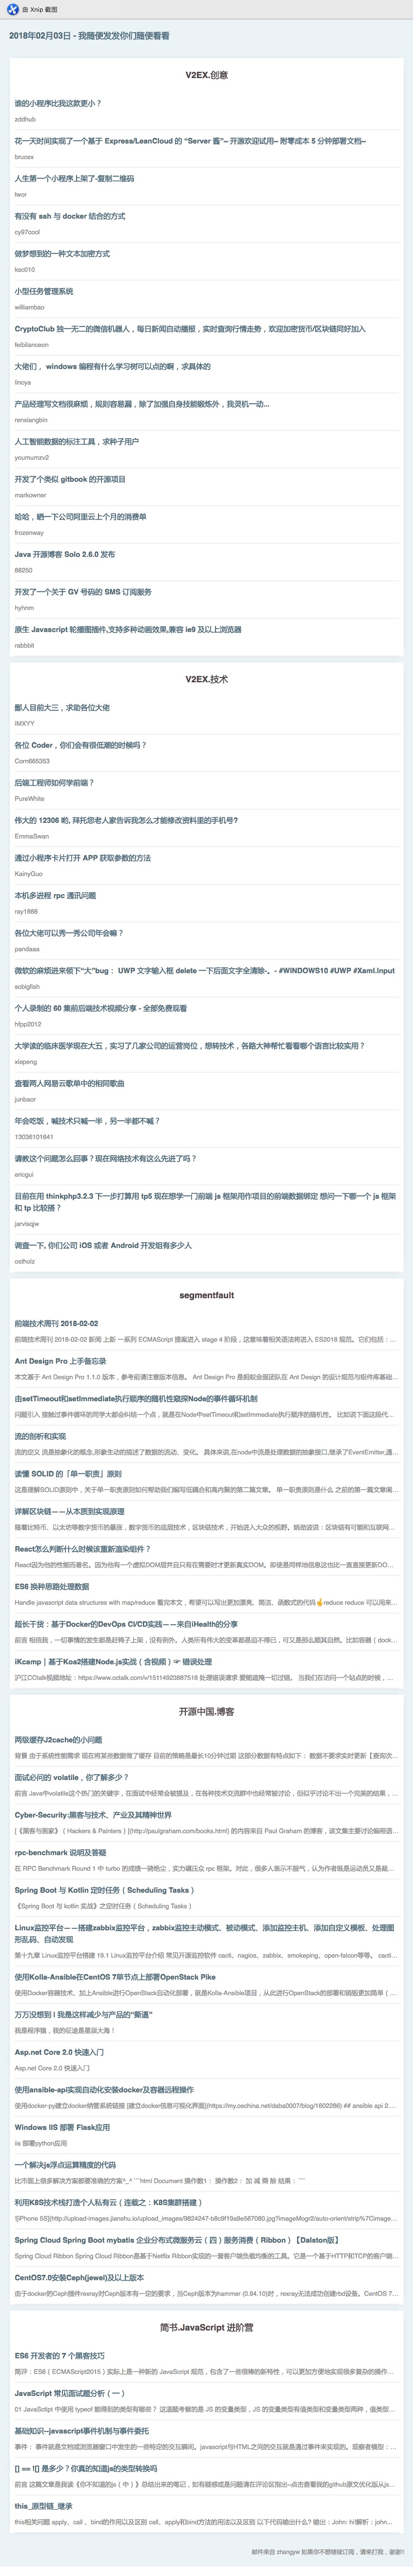 由 Xnip 截图
2018年02月03日 - 我随便发发你们随便看看
V2EX.创意
谁的小程序比我这款更小？
zddhub
花一天时间实现了一个基于 Express/LeanCloud 的 “Server 酱”~ 开源欢迎试用~ 附零成本 5 分钟部署文档~
brucex
人生第一个小程序上架了-复制二维码
twor
有没有 ssh 与 docker 结合的方式
cy97cool
做梦想到的一种文本加密方式
ksc010
小型任务管理系统
williambao
CryptoClub 独一无二的微信机器人，每日新闻自动播报，实时查询行情走势，欢迎加密货币/区块链同好加入
feibilanceon
大佬们， windows 编程有什么学习树可以点的啊，求具体的
lincya
产品经理写文档很麻烦，规则容易漏，除了加强自身技能锻炼外，我灵机一动...
renxiangbin
人工智能数据的标注工具，求种子用户
youmumzv2
开发了个类似 gitbook 的开源项目
markowner
哈哈，晒一下公司阿里云上个月的消费单
frozenway
Java 开源博客 Solo 2.6.0 发布
88250
开发了一个关于 GV 号码的 SMS 订阅服务
hyhnm
原生 Javascript 轮播图插件,支持多种动画效果,兼容 ie9 及以上浏览器
rabbbit
V2EX.技术
鄙人目前大三，求助各位大佬
IMXYY
各位 Coder，你们会有很低潮的时候吗？
Corn665353
后端工程师如何学前端？
PureWhite
伟大的 12306 哟, 拜托您老人家告诉我怎么才能修改资料里的手机号?
EmmaSwan
通过小程序卡片打开 APP 获取参数的方法
KainyGuo
本机多进程 rpc 通讯问题
ray1888
各位大佬可以秀一秀公司年会嘛？
pandaaa
微软的麻烦进来领下“大”bug： UWP 文字输入框 delete 一下后面文字全清除-。- #WINDOWS10 #UWP #Xaml.Input
sobigfish
个人录制的 60 集前后端技术视频分享 - 全部免费观看
hfpp2012
大学读的临床医学现在大五，实习了几家公司的运营岗位，想转技术，各路大神帮忙看看哪个语言比较实用？
xiepeng
查看两人网易云歌单中的相同歌曲
junbaor
年会吃饭，喊技术只喊一半，另一半都不喊？
13036101641
请教这个问题怎么回事？现在网络技术有这么先进了吗？
ericgui
目前在用 thinkphp3.2.3 下一步打算用 tp5 现在想学一门前端 js 框架用作项目的前端数据绑定 想问一下哪一个 js 框架
和 tp 比较搭？
jarvisqjw
调查一下, 你们公司 iOS 或者 Android 开发组有多少人
ostholz
segmentfault
前端技术周刊 2018-02-02
前端技术周刊 2018-02-02 新闻 上新 一系列 ECMAScript 提案进入 stage 4 阶段，这意味着相关语法将进入 ES2018 规范。它们包括：...
Ant Design Pro 上手备忘录
本文基于 Ant Design Pro 1.1.0 版本，参考前请注意版本信息。 Ant Design Pro 是蚂蚁金服团队在 Ant Design 的设计规范与组件库基础...
由setTimeout和setImmediate执行顺序的随机性窥探Node的事件循环机制
问题引入 接触过事件循环的同学大都会纠结一个点，就是在Node中setTimeout和setImmediate执行顺序的随机性。 比如说下面这段代...
流的剖析和实现
流的定义 流是抽象化的概念,形象生动的描述了数据的流动、变化。 具体来说,在node中流是处理数据的抽象接口,继承了EventEmitter,通...
读懂 SOLID 的「单一职责」原则
这是理解SOLID原则中，关于单一职责原则如何帮助我们编写低耦合和高内聚的第二篇文章。 单一职责原则是什么 之前的第一篇文章阐...
详解区块链——从本质到实现原理
随着比特币、以太坊等数字货币的暴涨，数字货币的底层技术，区块链技术，开始进入大众的视野。姚劲波说：区块链有可能和互联网...
React怎么判断什么时候该重新渲染组件？
React因为他的性能而著名。因为他有一个虚拟DOM层并且只有在需要时才更新真实DOM。即使是同样地信息这也比一直直接更新DO...
ES6 换种思路处理数据
Handle javascript data structures with map/reduce 看完本文，希望可以写出更加漂亮、简洁、函数式的代码☝reduce reduce 可以用来...
超长干货：基于Docker的DevOps CI/CD实践——来自iHealth的分享
前言 相信我，一切事情的发生都是赶鸭子上架，没有例外。人类所有伟大的变革都是迫不得已，可又是那么顺其自然。比如容器（dock...
iKcamp｜基于Koa2搭建Node.js实战（含视频）☞ 错误处理
沪江CCtalk视频地址：https://www.cctalk.com/v/15114923887518 处理错误请求 爱能遮掩一切过错。 当我们在访问一个站点的时候，...
开源中国.博客
两级缓存J2cache的小问题
背景 由于系统性能需求 现在将某些数据做了缓存 目前的策略是最长10分钟过期 这部分数据有特点如下： 数据不要求实时更新【查询次...
面试必问的 volatile，你了解多少？
前言 Java中volatile这个热门的关键字，在面试中经常会被提及，在各种技术交流群中也经常被讨论，但似乎讨论不出一个完美的结果，...
Cyber-Security:黑客与技术、产业及其精神世界
[《黑客与画家》（Hackers & Painters）](http://paulgraham.com/books.html) 的内容来自 Paul Graham 的博客，该文集主要讨论编程语...
rpc-benchmark 说明及答疑
在 RPC Benchmark Round 1 中 turbo 的成绩一骑绝尘，实力碾压众 rpc 框架。对此，很多人表示不服气，认为作者既是运动员又是裁...
Spring Boot 与 Kotlin 定时任务（Scheduling Tasks）
《Spring Boot 与 kotlin 实战》之定时任务（Scheduling Tasks）
Linux监控平台——搭建zabbix监控平台，zabbix监控主动模式、被动模式、添加监控主机、添加自定义模板、处理图
形乱码、自动发现
第十九章 Linux监控平台搭建 19.1 Linux监控平台介绍 常见开源监控软件 cacti、nagios、zabbix、smokeping、open-falcon等等。 cacti...
使用Kolla-Ansible在CentOS 7单节点上部署OpenStack Pike
使用Docker容器技术、加上Ansible进行OpenStack自动化部署，就是Kolla-Ansible项目，从此进行OpenStack的部署和销毁更加简单（...
万万没想到 | 我是这样减少与产品的“撕逼”
我是程序猿，我的征途是星辰大海！
Asp.net Core 2.0 快速入门
Asp.net Core 2.0 快速入门
使用ansible-api实现自动化安装docker及容器远程操作
使用docker-py建立docker纳管系统链接 [建立docker信息可视化界面](https://my.oschina.net/daba0007/blog/1602286) ## ansible api 2....
Windows IIS 部署 Flask应用
iis 部署python应用
一个解决js浮点运算精度的代码
比市面上很多解决方案都要准确的方案^_^ ```html Document 操作数1： 操作数2： 加 减 乘 除 结果： ```
利用K8S技术栈打造个人私有云（连载之：K8S集群搭建）
![iPhone 5S](http://upload-images.jianshu.io/upload_images/9824247-b8c9f19a9e567080.jpg?imageMogr2/auto-orient/strip%7Cimage...
Spring Cloud Spring Boot mybatis 企业分布式微服务云（四）服务消费（Ribbon）【Dalston版】
Spring Cloud Ribbon Spring Cloud Ribbon是基于Netflix Ribbon实现的一套客户端负载均衡的工具。它是一个基于HTTP和TCP的客户端...
CentOS7.0安装Ceph(jewel)及以上版本
由于docker的Ceph插件rexray对Ceph版本有一定的要求，当Ceph版本为hammer (0.94.10)时，rexray无法成功创建rbd设备。CentOS 7...
简书.JavaScript 进阶营
ES6 开发者的 7 个黑客技巧
简评：ES6（ECMAScript2015）实际上是一种新的 JavaScript 规范，包含了一些很棒的新特性，可以更加方便地实现很多复杂的操作...
JavaScript 常见面试题分析（一）
01 JavaScript 中使用 typeof 能得到的类型有哪些？ 这道题考察的是 JS 的变量类型，JS 的变量类型有值类型和变量类型两种，值类型...
基础知识--javascript事件机制与事件委托
事件： 事件就是文档或浏览器窗口中发生的一些特定的交互瞬间。javascript与HTML之间的交互就是通过事件来实现的。观察者模型：...
[] == ![] 是多少？你真的知道js的类型转换吗
前言 这篇文章是我读《你不知道的js（中）》总结出来的笔记，如有疑惑或是问题请在评论区指出~点击查看我的github原文优化版从js...
this_原型链_继承
this相关问题 apply、call 、bind的作用以及区别 call、apply和bind方法的用法以及区别 以下代码输出什么? 输出：John: hi!解析：john...
邮件来自 zhangyw 如果你不想继续订阅，请来打我，谢谢!!